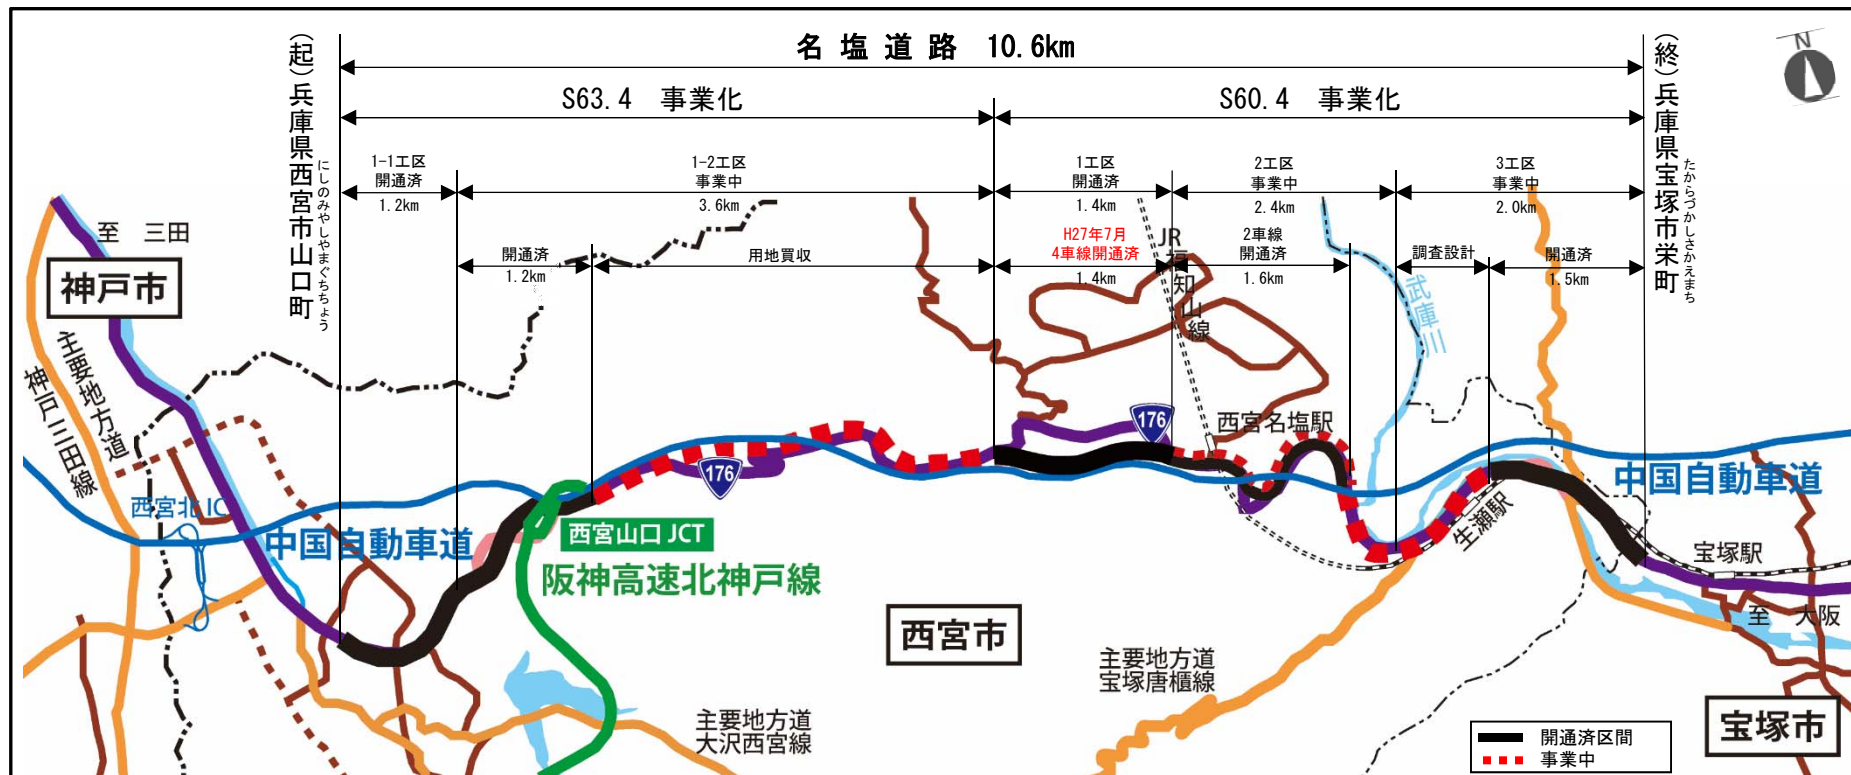 名塩道路 10.6km
S63.4 事業化
S60.4 事業化
(起)兵庫県西宮市山口町
にしのみやしやまぐちちょう
(終)兵庫県宝塚市栄町
たからづかしさかえまち
N
1-1工区
開通済
1.2km
1-2工区
事業中
3.6km
1工区
開通済
1.4km
2工区
事業中
2.4km
3工区
事業中
2.0km
開通済
1.2km
用地買収
H27年7月
4車線開通済
1.4km
2車線
開通済
1.6km
調査設計
開通済
1.5km
至 三田
神戸市
主要地方道
神戸三田線
JR福知山線
武庫川
176
西宮名塩駅
176
西宮北IC
中国自動車道
西宮山口JCT
阪神高速北神戸線
中国自動車道
生瀬駅
宝塚駅
至 大阪
西宮市
主要地方道
宝塚唐櫃線
主要地方道
大沢西宮線
宝塚市
開通済区間
事業中